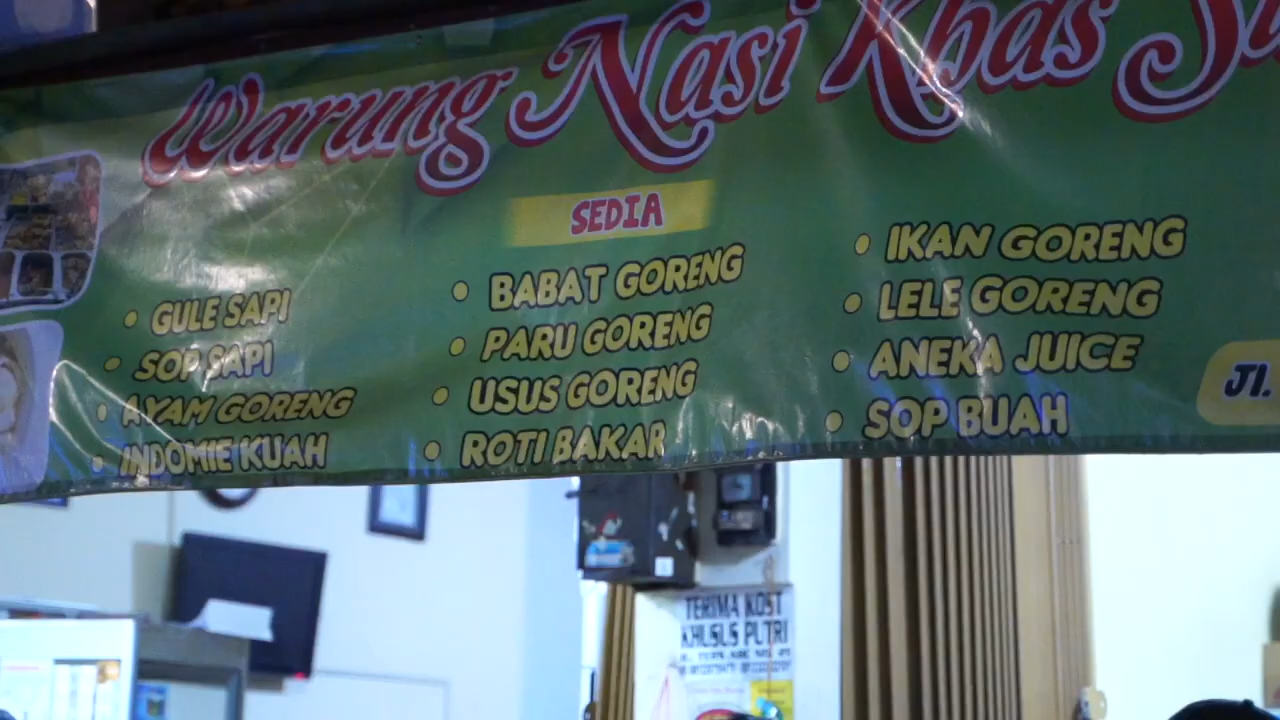 Warung Nasi Khas
SEDIA
• GULE SAPI
• SOP SAPI
• AYAM GORENG
• INDOMIE KUAH
• BABAT GORENG
• PARU GORENG
• USUS GORENG
• ROTI BAKAR
• IKAN GORENG
• LELE GORENG
• ANEKA JUICE
• SOP BUAH
Jl.
TERIMA KOST
KHUSUS PUTRI